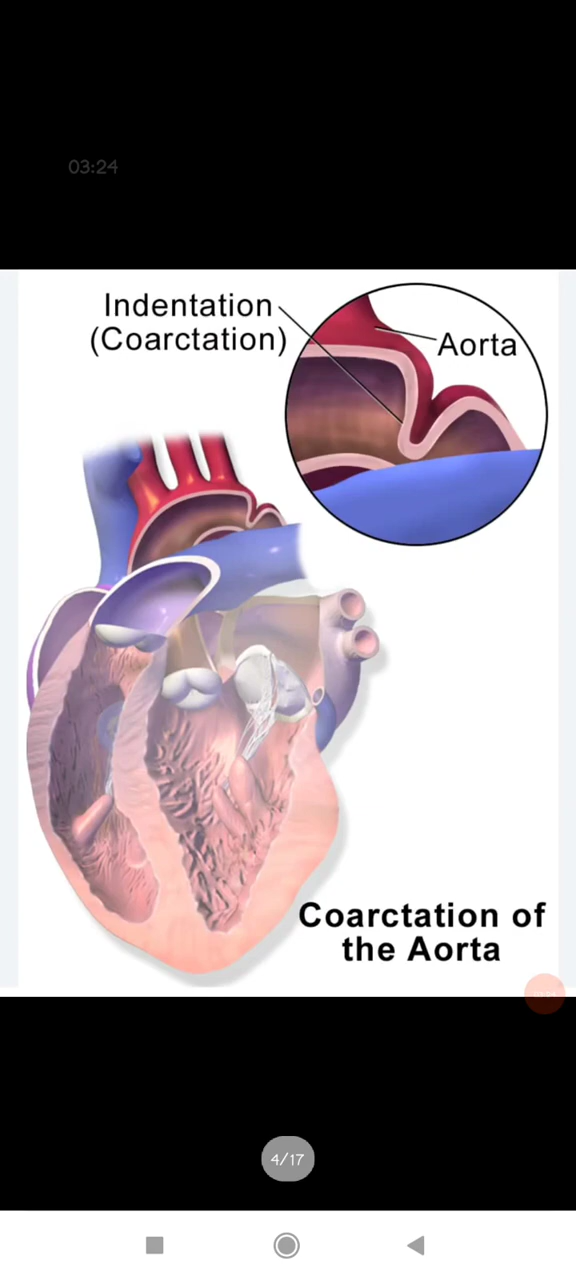 03:24
Indentation
(Coarctation)
Aorta
Coarctation of
the Aorta
4/17